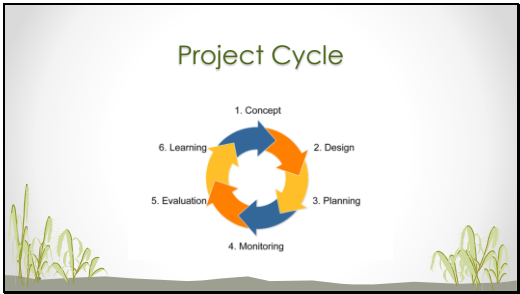 Project Cycle
1. Concept
2. Design
3. Planning
4. Monitoring
5. Evaluation
6. Learning